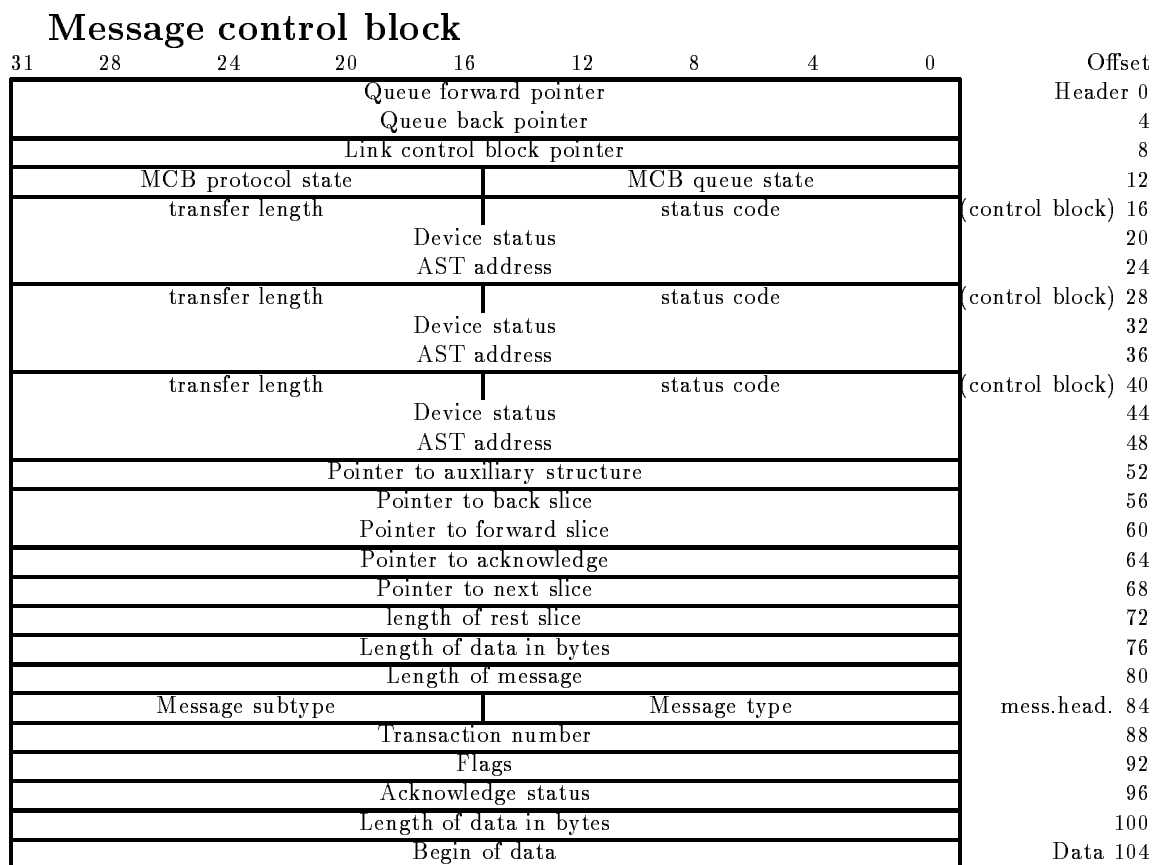 Message control block
31 28 24 20 16 12 8 4 0 Offset
Queue forward pointer Header 0
Queue back pointer 4
Link control block pointer 8
MCB protocol state MCB queue state 12
transfer length status code (control block) 16
Device status 20
AST address 24
transfer length status code (control block) 28
Device status 32
AST address 36
transfer length status code (control block) 40
Device status 44
AST address 48
Pointer to auxiliary structure 52
Pointer to back slice 56
Pointer to forward slice 60
Pointer to acknowledge 64
Pointer to next slice 68
length of rest slice 72
Length of data in bytes 76
Length of message 80
Message subtype Message type mess.head. 84
Transaction number 88
Flags 92
Acknowledge status 96
Length of data in bytes 100
Begin of data Data 104